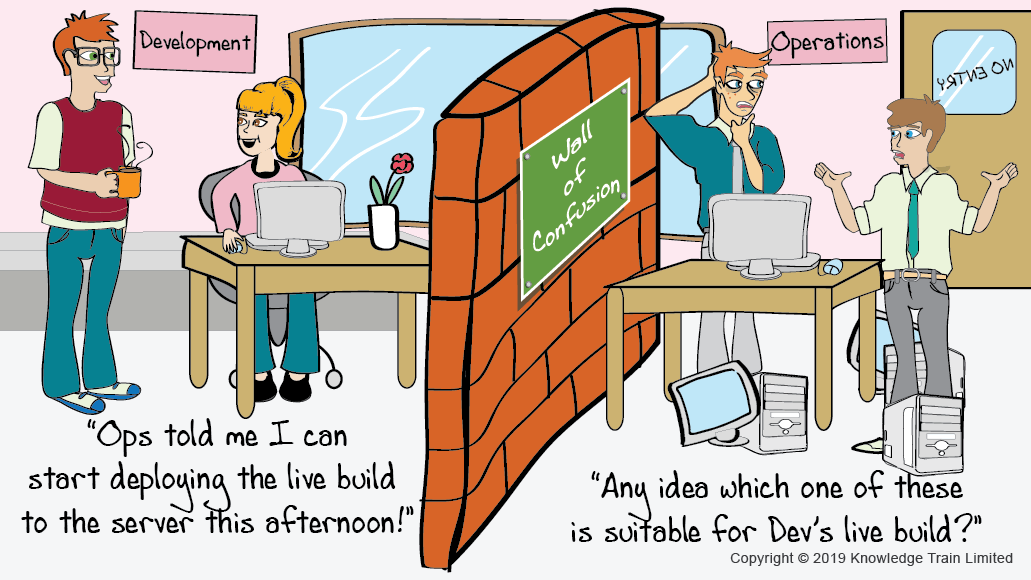 Development
Operations
NO ENTRY
Wall
of
Confusion
“Ops told me I can
start deploying the live build
to the server this afternoon!”
“Any idea which one of these
is suitable for Dev's live build?”
Copyright © 2019 Knowledge Train Limited